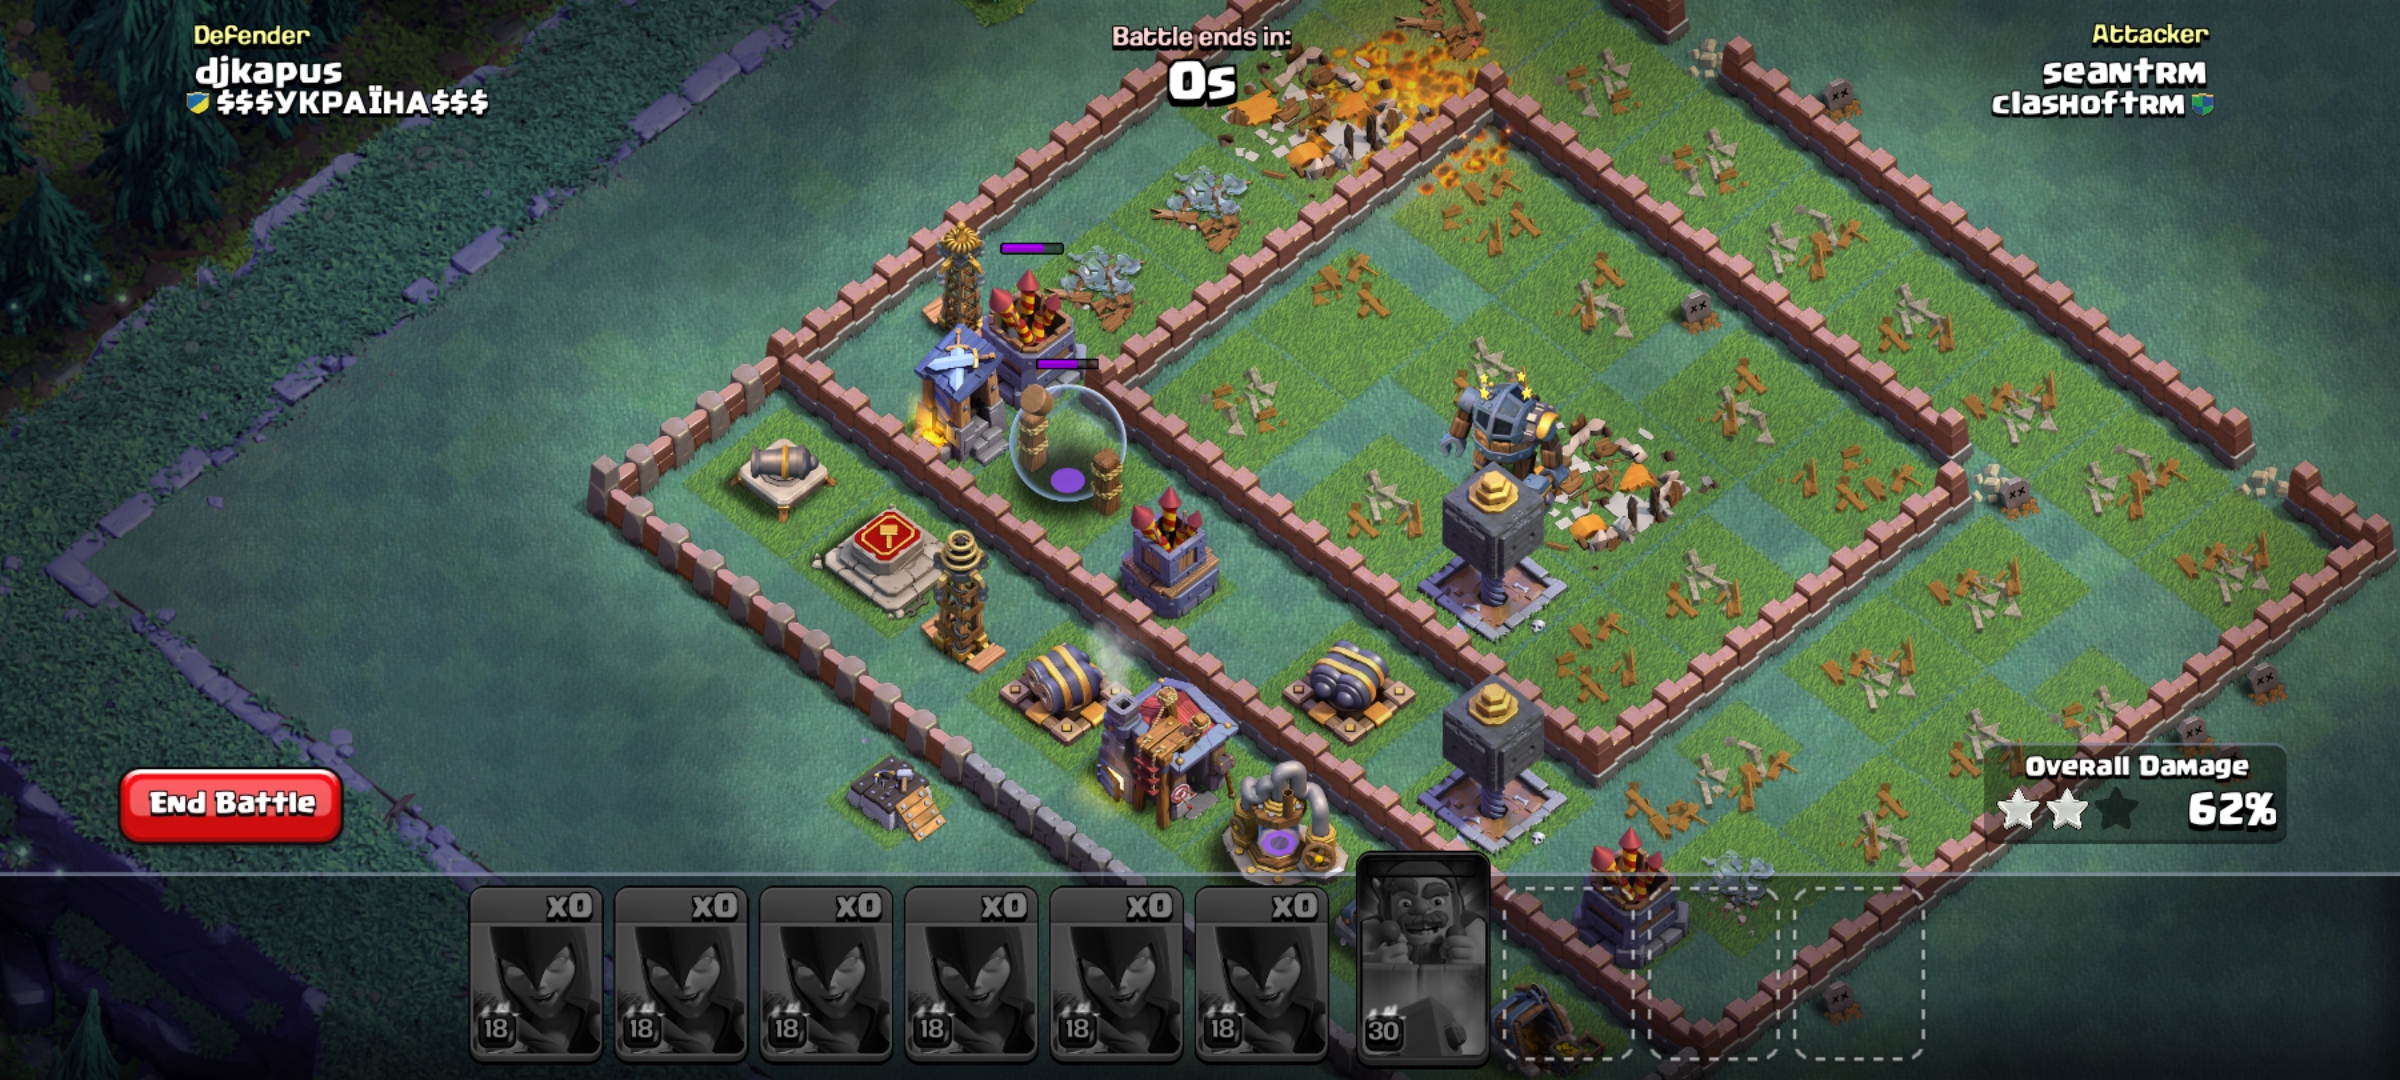 Defender
djkapus
$$$УКРАЇНА$$$
Battle ends in:
0s
Attacker
seantRM
clashoftRM
End Battle
Overall Damage
62%
x0
x0
x0
x0
x0
x0
18
18
18
18
18
18
30